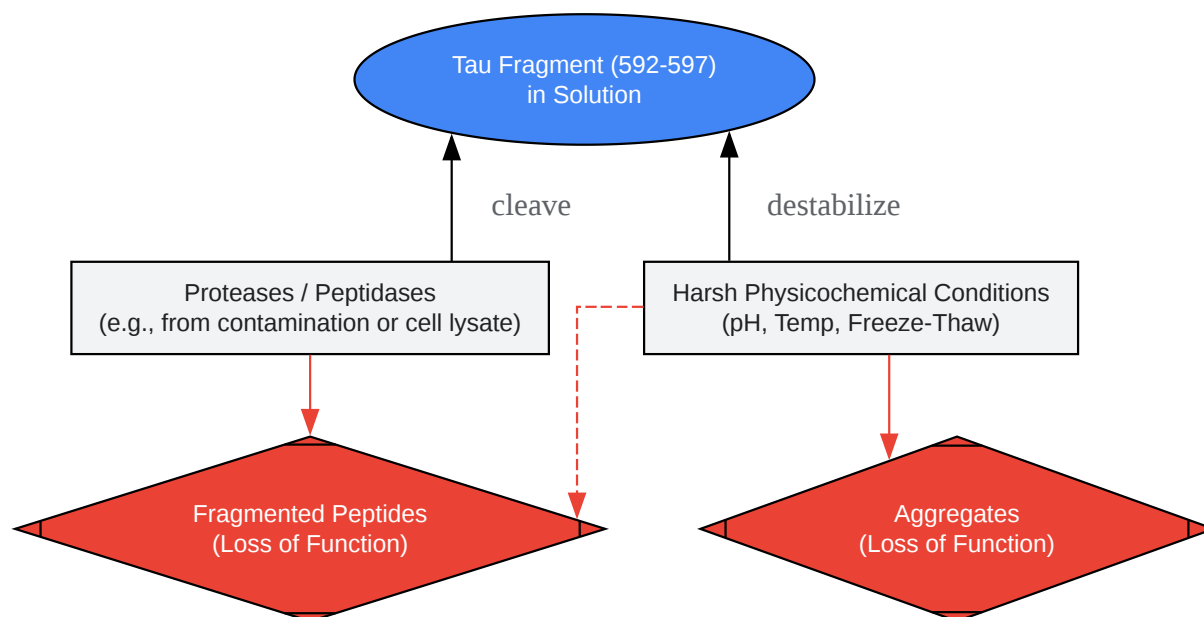 Tau Fragment (592-597)
in Solution
cleave
destabilize
Proteases / Peptidases
(e.g., from contamination or cell lysate)
Harsh Physicochemical Conditions
(pH, Temp, Freeze-Thaw)
Fragmented Peptides
(Loss of Function)
Aggregates
(Loss of Function)